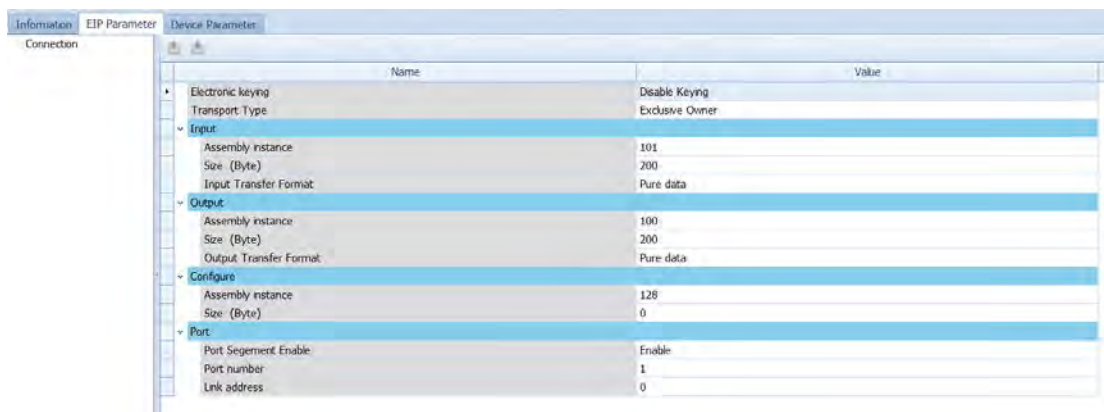 Information EIP Parameter Device Parameter
Connection
Name Value
Electronic keying Disable Keying
Transport Type Exclusive Owner
Input
Assembly instance 101
Size (Byte) 200
Input Transfer Format Pure data
Output
Assembly instance 100
Size (Byte) 200
Output Transfer Format Pure data
Configure
Assembly instance 128
Size (Byte) 0
Port
Port Segement Enable Enable
Port number 1
Link address 0